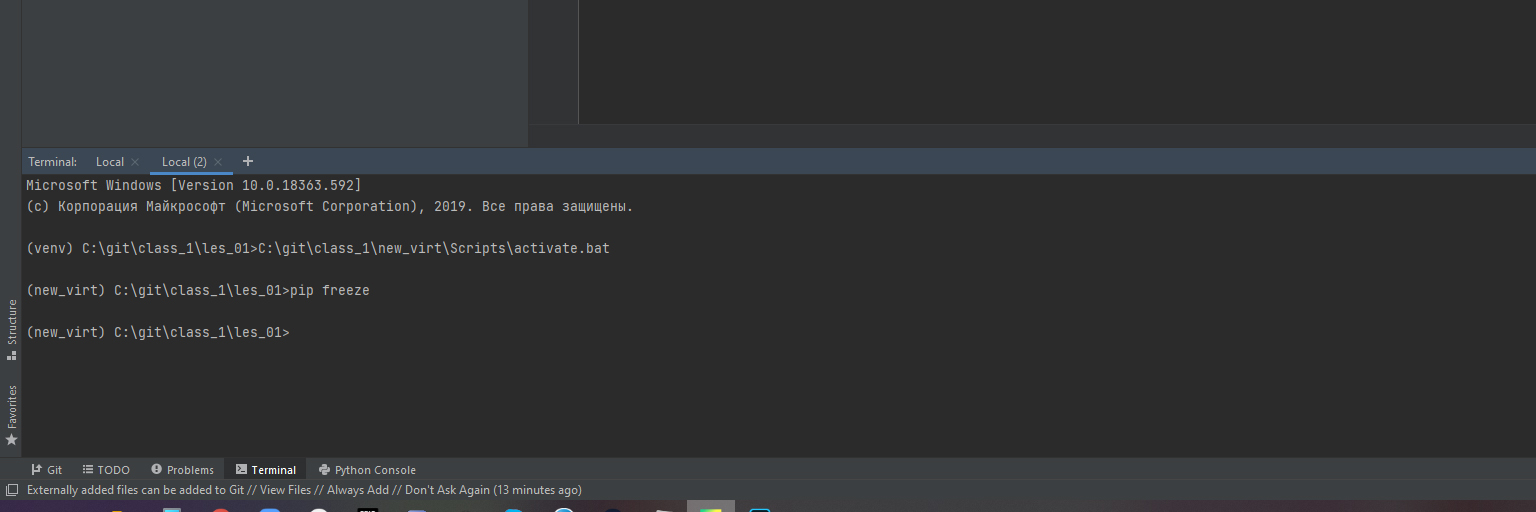 Terminal: Local Local (2)
Microsoft Windows [Version 10.0.18363.592]
(c) Корпорация Майкрософт (Microsoft Corporation), 2019. Все права защищены.
(venv) C:\git\class_1\les_01>C:\git\class_1\new_virt\Scripts\activate.bat
(new_virt) C:\git\class_1\les_01>pip freeze
(new_virt) C:\git\class_1\les_01>
Structure
Favorites
Git TODO Problems Terminal Python Console
Externally added files can be added to Git // View Files // Always Add // Don't Ask Again (13 minutes ago)